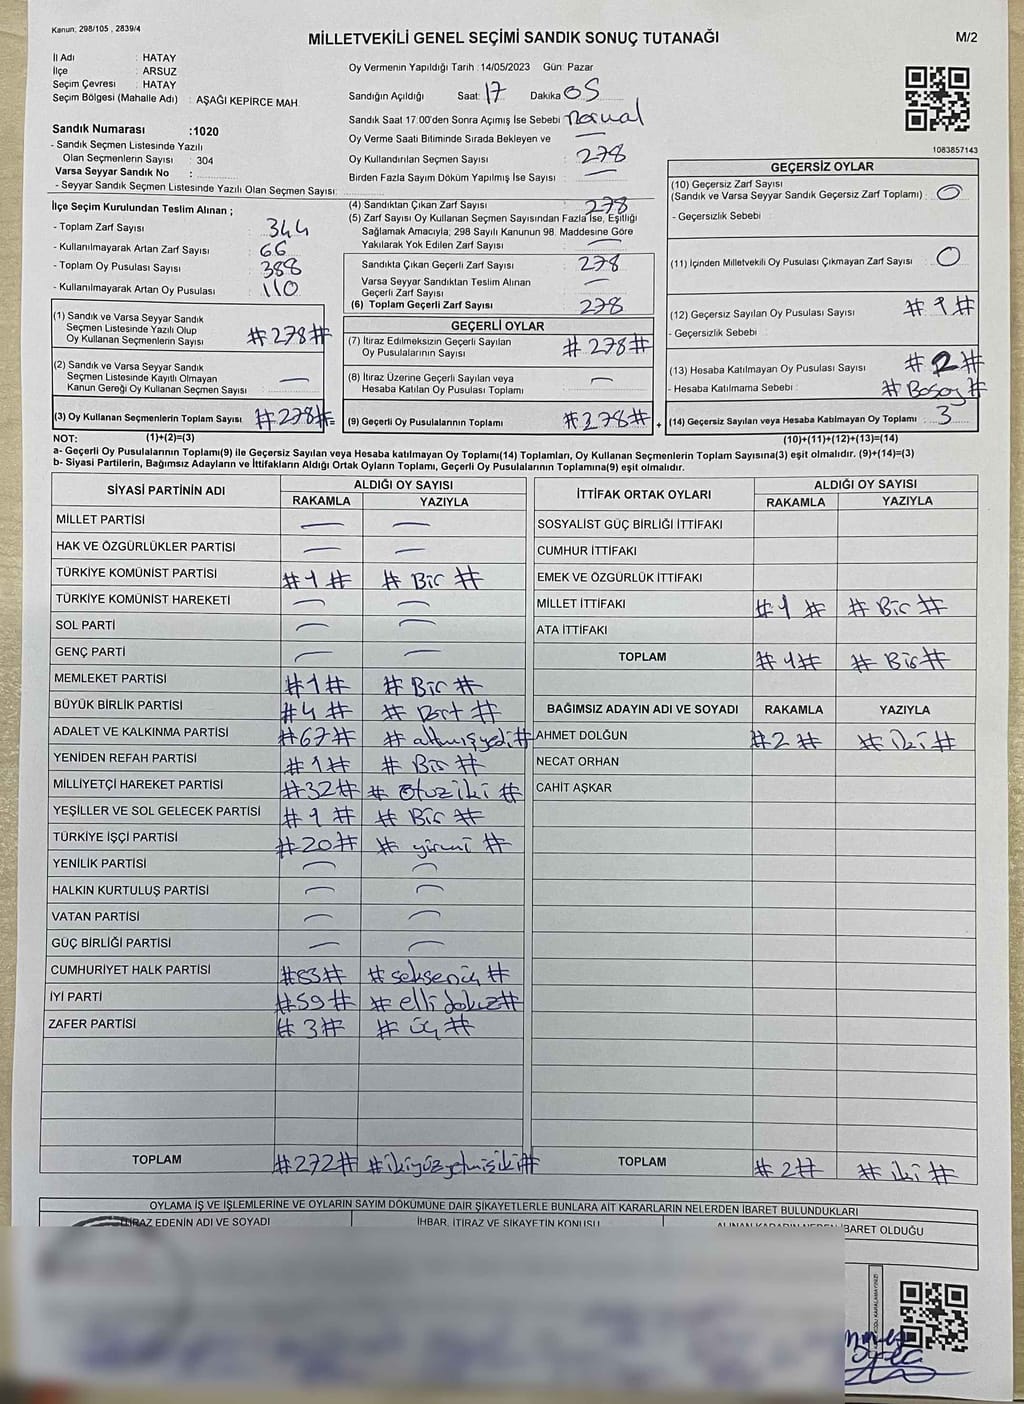 Kanun: 298/105 , 2839/4
MİLLETVEKİLİ GENEL SEÇİMİ SANDIK SONUÇ TUTANAĞI
M/2
İl Adı : HATAY
İlçe : ARSUZ
Seçim Çevresi : HATAY
Seçim Bölgesi (Mahalle Adı) : AŞAĞI KEPİRCE MAH.
Sandık Numarası :1020
- Sandık Seçmen Listesinde Yazılı
Olan Seçmenlerin Sayısı : 304
Varsa Seyyar Sandık No :
- Seyyar Sandık Seçmen Listesinde Yazılı Olan Seçmen Sayısı:
Oy Vermenin Yapıldığı Tarih :14/05/2023 Gün: Pazar
Sandığın Açıldığı Saat: 17 Dakika 05
Sandık Saat 17:00'den Sonra Açımış İse Sebebi normal
Oy Verme Saati Bitiminde Sırada Bekleyen ve —
Oy Kullandırılan Seçmen Sayısı : 278
Birden Fazla Sayım Döküm Yapılmış İse Sayısı : —
1083857143
İlçe Seçim Kurulundan Teslim Alınan ;
- Toplam Zarf Sayısı : 344
- Kullanılmayarak Artan Zarf Sayısı : 66
- Toplam Oy Pusulası Sayısı : 388
- Kullanılmayarak Artan Oy Pusulası : 110
(1) Sandık ve Varsa Seyyar Sandık
Seçmen Listesinde Yazılı Olup
Oy Kullanan Seçmenlerin Sayısı : #278#
(2) Sandık ve Varsa Seyyar Sandık
Seçmen Listesinde Kayıtlı Olmayan
Kanun Gereği Oy Kullanan Seçmen Sayısı : —
(3) Oy Kullanan Seçmenlerin Toplam Sayısı : #278# =
(4) Sandıktan Çıkan Zarf Sayısı : 278
(5) Zarf Sayısı Oy Kullanan Seçmen Sayısından Fazla İse, Eşitliği
Sağlamak Amacıyla; 298 Sayılı Kanunun 98. Maddesine Göre
Yakılarak Yok Edilen Zarf Sayısı : —
Sandıkta Çıkan Geçerli Zarf Sayısı : 278
Varsa Seyyar Sandıktan Teslim Alınan
Geçerli Zarf Sayısı : —
(6) Toplam Geçerli Zarf Sayısı : 278
GEÇERLİ OYLAR
(7) İtiraz Edilmeksizin Geçerli Sayılan
Oy Pusulalarının Sayısı : #278#
(8) İtiraz Üzerine Geçerli Sayılan veya
Hesaba Katılan Oy Pusulası Toplamı : —
(9) Geçerli Oy Pusulalarının Toplamı : #278# +
GEÇERSİZ OYLAR
(10) Geçersiz Zarf Sayısı
(Sandık ve Varsa Seyyar Sandık Geçersiz Zarf Toplamı) : 0
- Geçersizlik Sebebi :
(11) İçinden Milletvekili Oy Pusulası Çıkmayan Zarf Sayısı : 0
(12) Geçersiz Sayılan Oy Pusulası Sayısı : #1#
- Geçersizlik Sebebi :
(13) Hesaba Katılmayan Oy Pusulası Sayısı : #2#
- Hesaba Katılmama Sebebi :
(14) Geçersiz Sayılan veya Hesaba Katılmayan Oy Toplamı : 3
NOT: (1)+(2)=(3) (10)+(11)+(12)+(13)=(14)
a- Geçerli Oy Pusulasının Toplamı(9) ile Geçersiz Sayılan veya Hesaba katılmayan Oy Toplamı(14) Toplamları, Oy Kullanan Seçmenlerin Toplam Sayısına(3) eşit olmalıdır. (9)+(14)=(3)
b- Siyasi Partilerin, Bağımsız Adayların ve İttifakların Aldığı Ortak Oyların Toplamı, Geçerli Oy Pusulalarının Toplamına(9) eşit olmalıdır.
SİYASİ PARTİNİN ADI ALDIĞI OY SAYISI
RAKAMLA YAZIYLA
MİLLET PARTİSİ — —
HAK VE ÖZGÜRLÜKLER PARTİSİ — —
TÜRKİYE KOMÜNİST PARTİSİ #1# # Bir #
TÜRKİYE KOMÜNİST HAREKETİ — —
SOL PARTİ — —
GENÇ PARTİ — —
MEMLEKET PARTİSİ #1# # Bir #
BÜYÜK BİRLİK PARTİSİ #4# # Dört #
ADALET VE KALKINMA PARTİSİ #67# # altmışyedi #
YENİDEN REFAH PARTİSİ #1# # Bir #
MİLLİYETÇİ HAREKET PARTİSİ #32# # Otuziki #
YEŞİLLER VE SOL GELECEK PARTİSİ #1# # Bir #
TÜRKİYE İŞÇİ PARTİSİ #20# # yirmi #
YENİLİK PARTİSİ — —
HALKIN KURTULUŞ PARTİSİ — —
VATAN PARTİSİ — —
GÜÇ BİRLİĞİ PARTİSİ — —
CUMHURİYET HALK PARTİSİ #83# # seksenüç #
İYİ PARTİ #59# # elli dokuz #
ZAFER PARTİSİ #3# # üç #
TOPLAM #272# #ikiyüzyetmişiki#
İTTİFAK ORTAK OYLARI ALDIĞI OY SAYISI
RAKAMLA YAZIYLA
SOSYALİST GÜÇ BİRLİĞİ İTTİFAKI
CUMHUR İTTİFAKI
EMEK VE ÖZGÜRLÜK İTTİFAKI
MİLLET İTTİFAKI #1# # Bir #
ATA İTTİFAKI
TOPLAM #1# # Bir #
BAĞIMSIZ ADAYIN ADI VE SOYADI RAKAMLA YAZIYLA
AHMET DOLĞUN #2# # iki #
NECAT ORHAN
CAHİT AŞKAR
TOPLAM #2# # iki #
OYLAMA İŞ VE İŞLEMLERİNE VE OYLARIN SAYIM DÖKÜMÜNE DAİR ŞİKAYETLERLE BUNLARA AİT KARARLARIN NELERDEN İBARET BULUNDUKLARI
İTİRAZ EDENİN ADI VE SOYADI İHBAR, İTİRAZ VE ŞİKAYETİN KONUSU ALINAN KARARIN NEDEN İBARET OLDUĞU